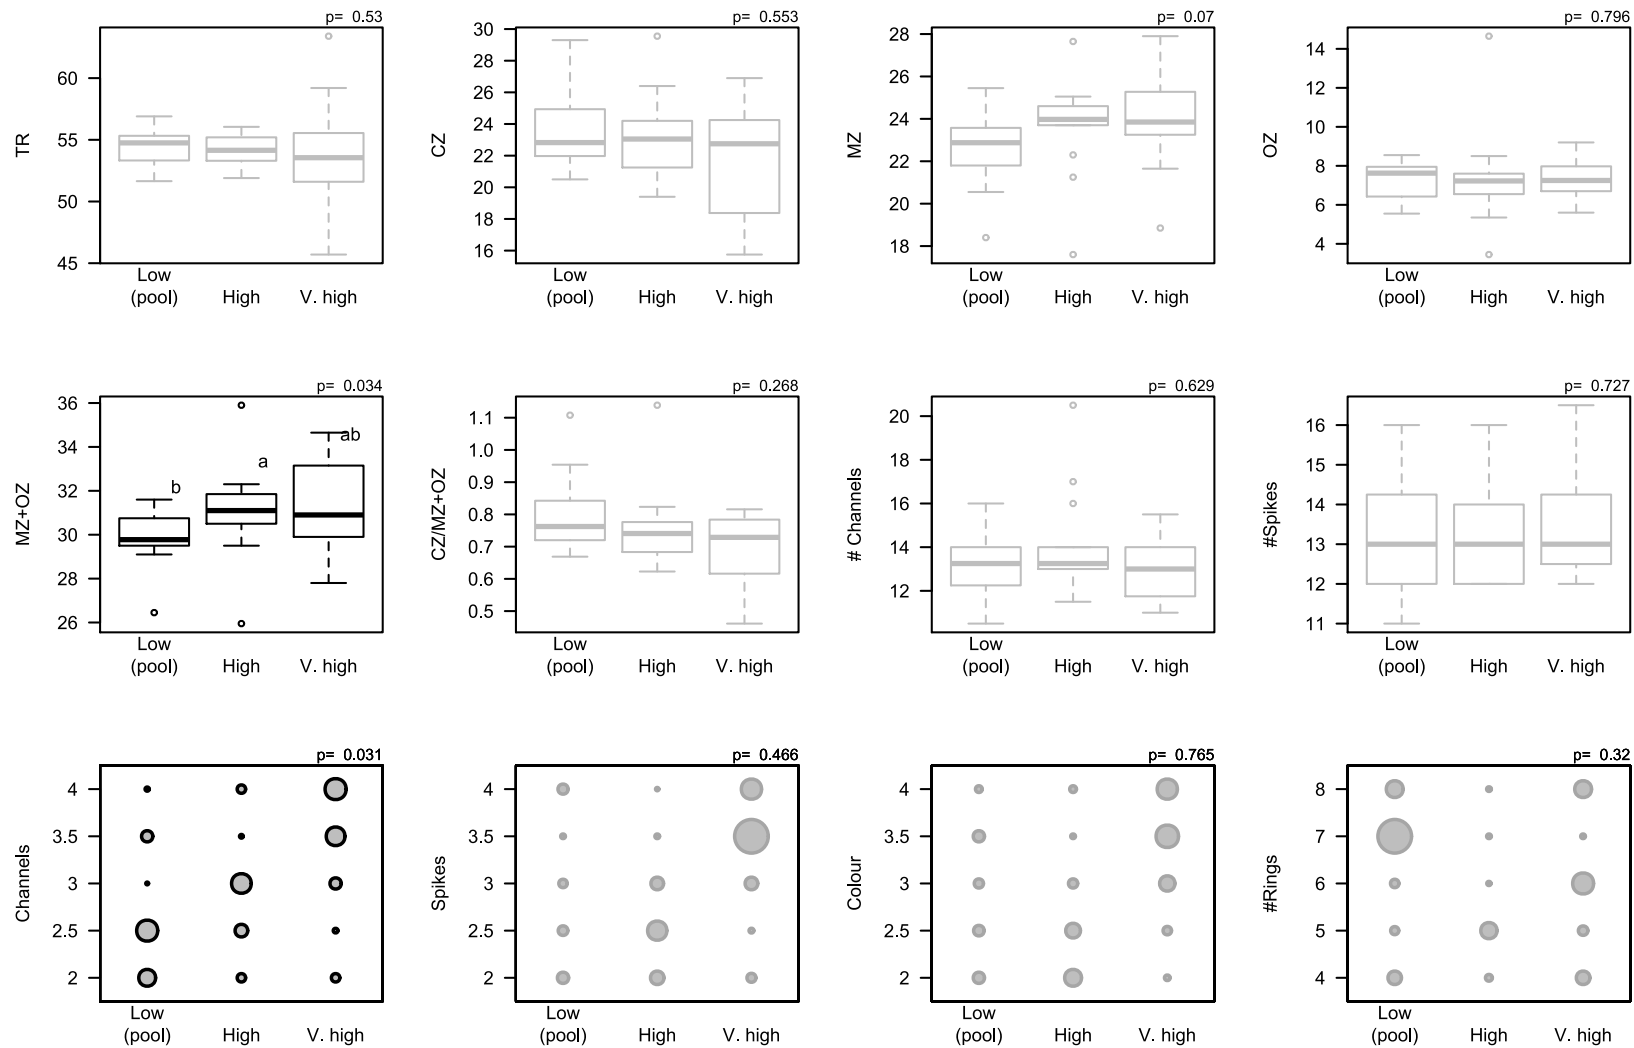 p= 0.53
TR
60
55
50
45
Low
(pool) High V. high
p= 0.553
CZ
30
28
26
24
22
20
18
16
Low
(pool) High V. high
p= 0.07
MZ
28
26
24
22
20
18
Low
(pool) High V. high
p= 0.796
OZ
14
12
10
8
6
4
Low
(pool) High V. high
p= 0.034
MZ+OZ
36
34
32
30
28
26
b a ab
Low
(pool) High V. high
p= 0.268
CZ/MZ+OZ
1.1
1.0
0.9
0.8
0.7
0.6
0.5
Low
(pool) High V. high
p= 0.629
# Channels
20
18
16
14
12
Low
(pool) High V. high
p= 0.727
#Spikes
16
15
14
13
12
11
Low
(pool) High V. high
p= 0.031
Channels
4
3.5
3
2.5
2
Low
(pool) High V. high
p= 0.466
Spikes
4
3.5
3
2.5
2
Low
(pool) High V. high
p= 0.765
Colour
4
3.5
3
2.5
2
Low
(pool) High V. high
p= 0.32
#Rings
8
7
6
5
4
Low
(pool) High V. high